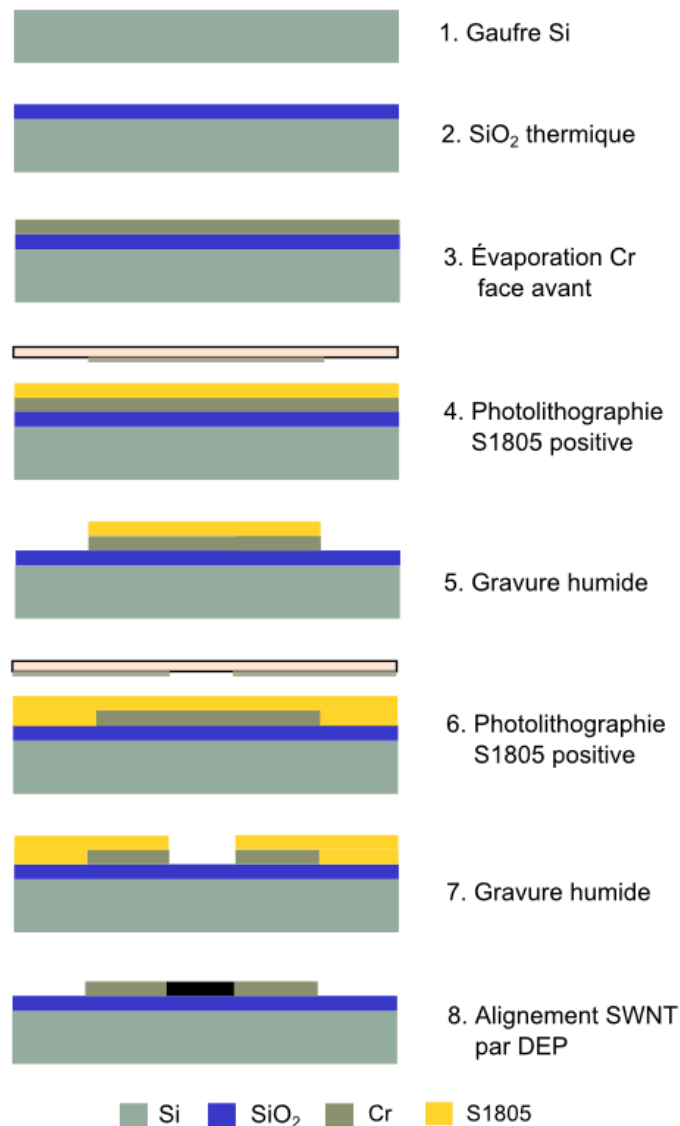 1. Gaufre Si
2. SiO₂ thermique
3. Évaporation Cr
face avant
4. Photolithographie
S1805 positive
5. Gravure humide
6. Photolithographie
S1805 positive
7. Gravure humide
8. Alignement SWNT
par DEP
Si SiO₂ Cr S1805